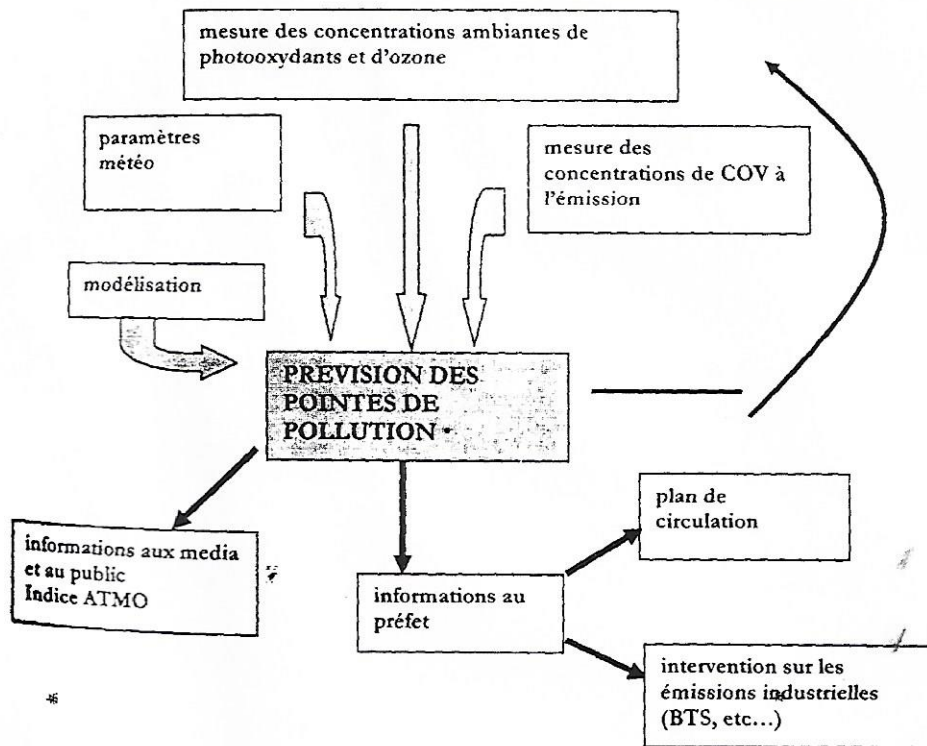 mesure des concentrations ambiantes de
photooxydants et d'ozone
paramètres
météo
mesure des
concentrations de COV à
l'émission
modélisation
PREVISION DES
POINTES DE
POLLUTION
plan de
circulation
informations aux media
et au public
Indice ATMO
informations au
préfet
intervention sur les
émissions industrielles
(BTS, etc...)